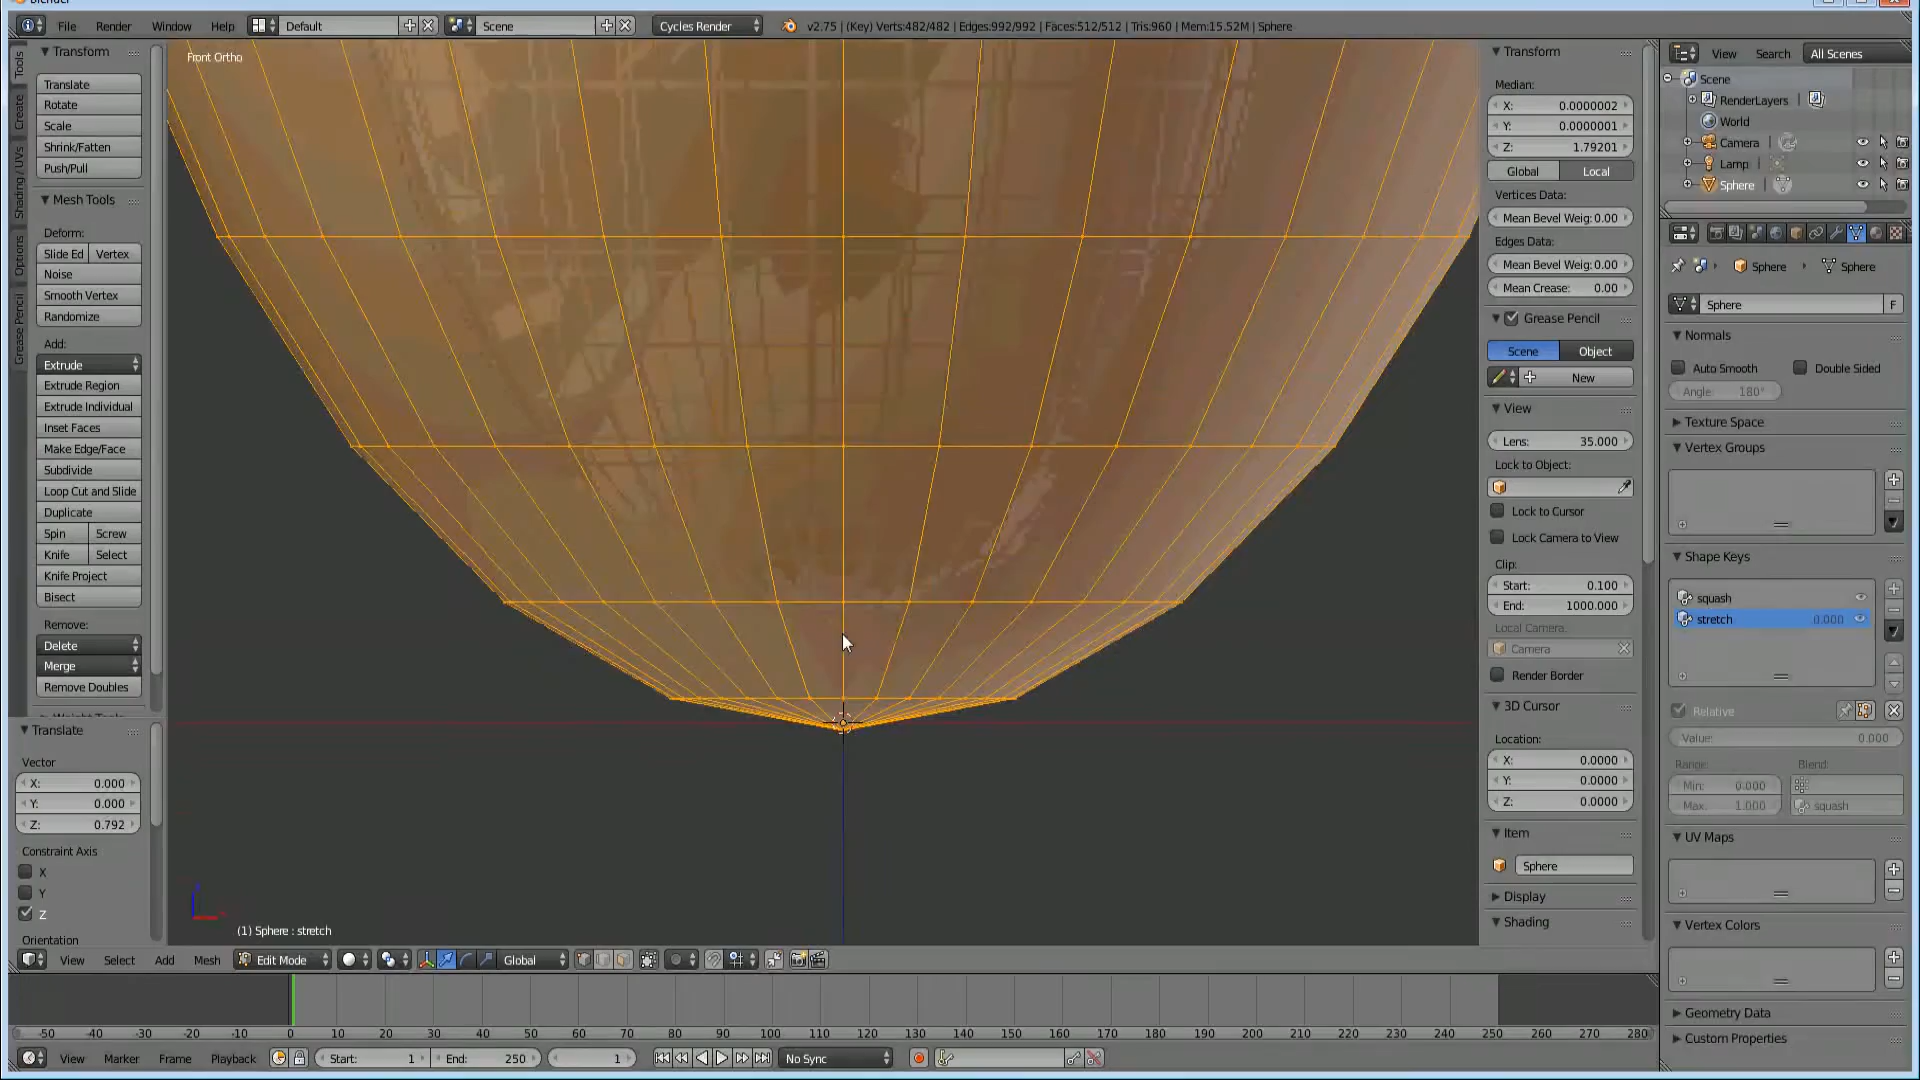 Blender
File Render Window Help Default Scene Cycles Render v2.75 | (Key) Verts:482/482 | Edges:992/992 | Faces:512/512 | Tris:960 | Mem:15.52M | Sphere
Tools
Create
Shading / UVs
Options
Grease Pencil
Transform
Translate
Rotate
Scale
Shrink/Fatten
Push/Pull
Mesh Tools
Deform:
Slide Ed Vertex
Noise
Smooth Vertex
Randomize
Add:
Extrude
Extrude Region
Extrude Individual
Inset Faces
Make Edge/Face
Subdivide
Loop Cut and Slide
Duplicate
Spin Screw
Knife Select
Knife Project
Bisect
Remove:
Delete
Merge
Remove Doubles
Translate
Vector
X: 0.000
Y: 0.000
Z: 0.792
Constraint Axis
X
Y
Z
Orientation
Front Ortho
(1) Sphere : stretch
Transform
Median:
X: 0.0000002
Y: 0.0000001
Z: 1.79201
Global Local
Vertices Data:
Mean Bevel Weig: 0.00
Edges Data:
Mean Bevel Weig: 0.00
Mean Crease: 0.00
Grease Pencil
Scene Object
New
View
Lens: 35.000
Lock to Object:
Lock to Cursor
Lock Camera to View
Clip:
Start: 0.100
End: 1000.000
Local Camera:
Camera
Render Border
3D Cursor
Location:
X: 0.0000
Y: 0.0000
Z: 0.0000
Item
Sphere
Display
Shading
View Search All Scenes
Scene
RenderLayers
World
Camera
Lamp
Sphere
Sphere Sphere
Sphere F
Normals
Auto Smooth Double Sided
Angle: 180°
Texture Space
Vertex Groups
Shape Keys
squash
stretch 0.000
Relative
Value: 0.000
Range: Blend:
Min: 0.000
Max: 1.000 squash
UV Maps
Vertex Colors
Geometry Data
Custom Properties
View Select Add Mesh Edit Mode Global
-50 -40 -30 -20 -10 0 10 20 30 40 50 60 70 80 90 100 110 120 130 140 150 160 170 180 190 200 210 220 230 240 250 260 270 280
View Marker Frame Playback Start: 1 End: 250 1 No Sync